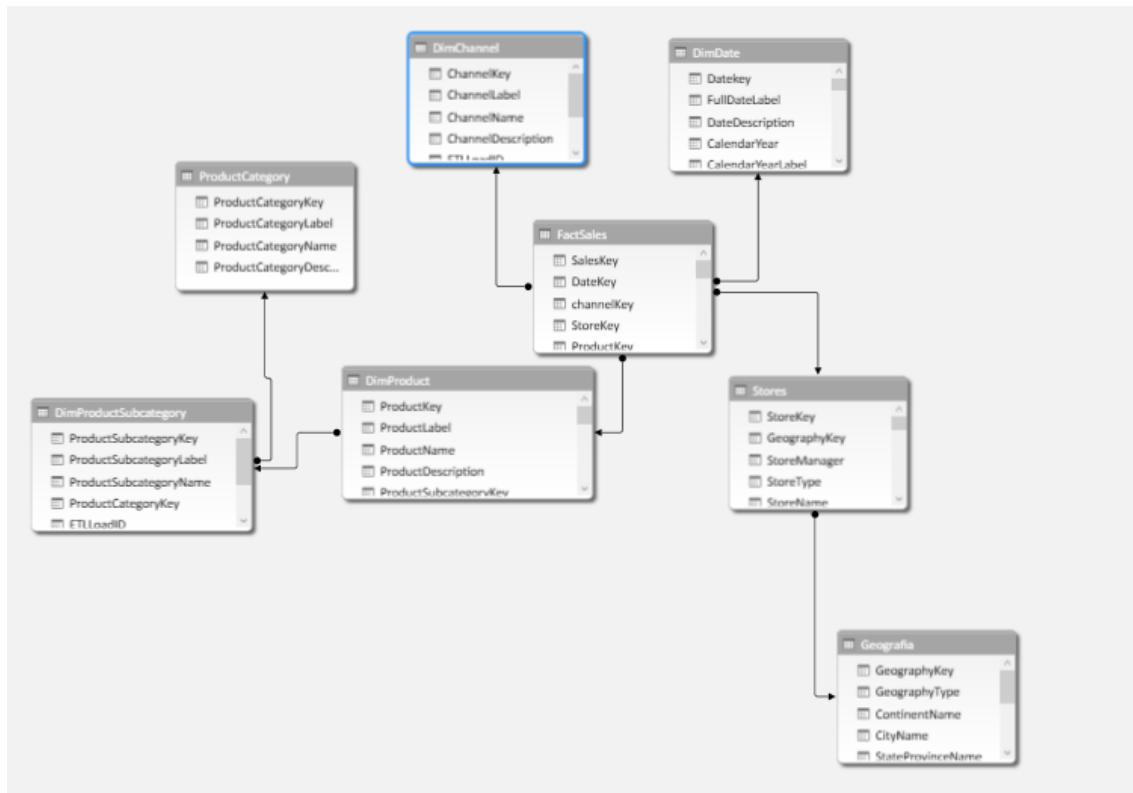 DimChannel
ChannelKey
ChannelLabel
ChannelName
ChannelDescription
ETLLoadID
DimDate
Datekey
FullDateLabel
DateDescription
CalendarYear
CalendarYearLabel
ProductCategory
ProductCategoryKey
ProductCategoryLabel
ProductCategoryName
ProductCategoryDesc...
FactSales
SalesKey
DateKey
channelKey
StoreKey
ProductKey
DimProduct
ProductKey
ProductLabel
ProductName
ProductDescription
ProductSubcategoryKey
Stores
StoreKey
GeographyKey
StoreManager
StoreType
StoreName
DimProductSubcategory
ProductSubcategoryKey
ProductSubcategoryLabel
ProductSubcategoryName
ProductCategoryKey
ETLLoadID
Geografia
GeographyKey
GeographyType
ContinentName
CityName
StateProvinceName